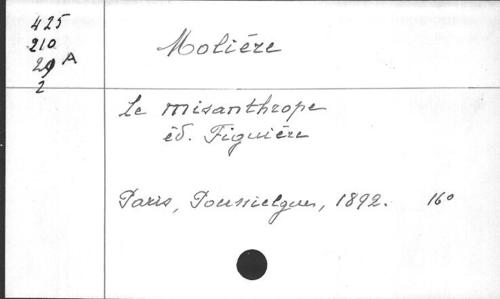 425
210
29 A
2
Molière
Le misanthrope
éd. Figuière
Paris, Poussielgue, 1892. 16°